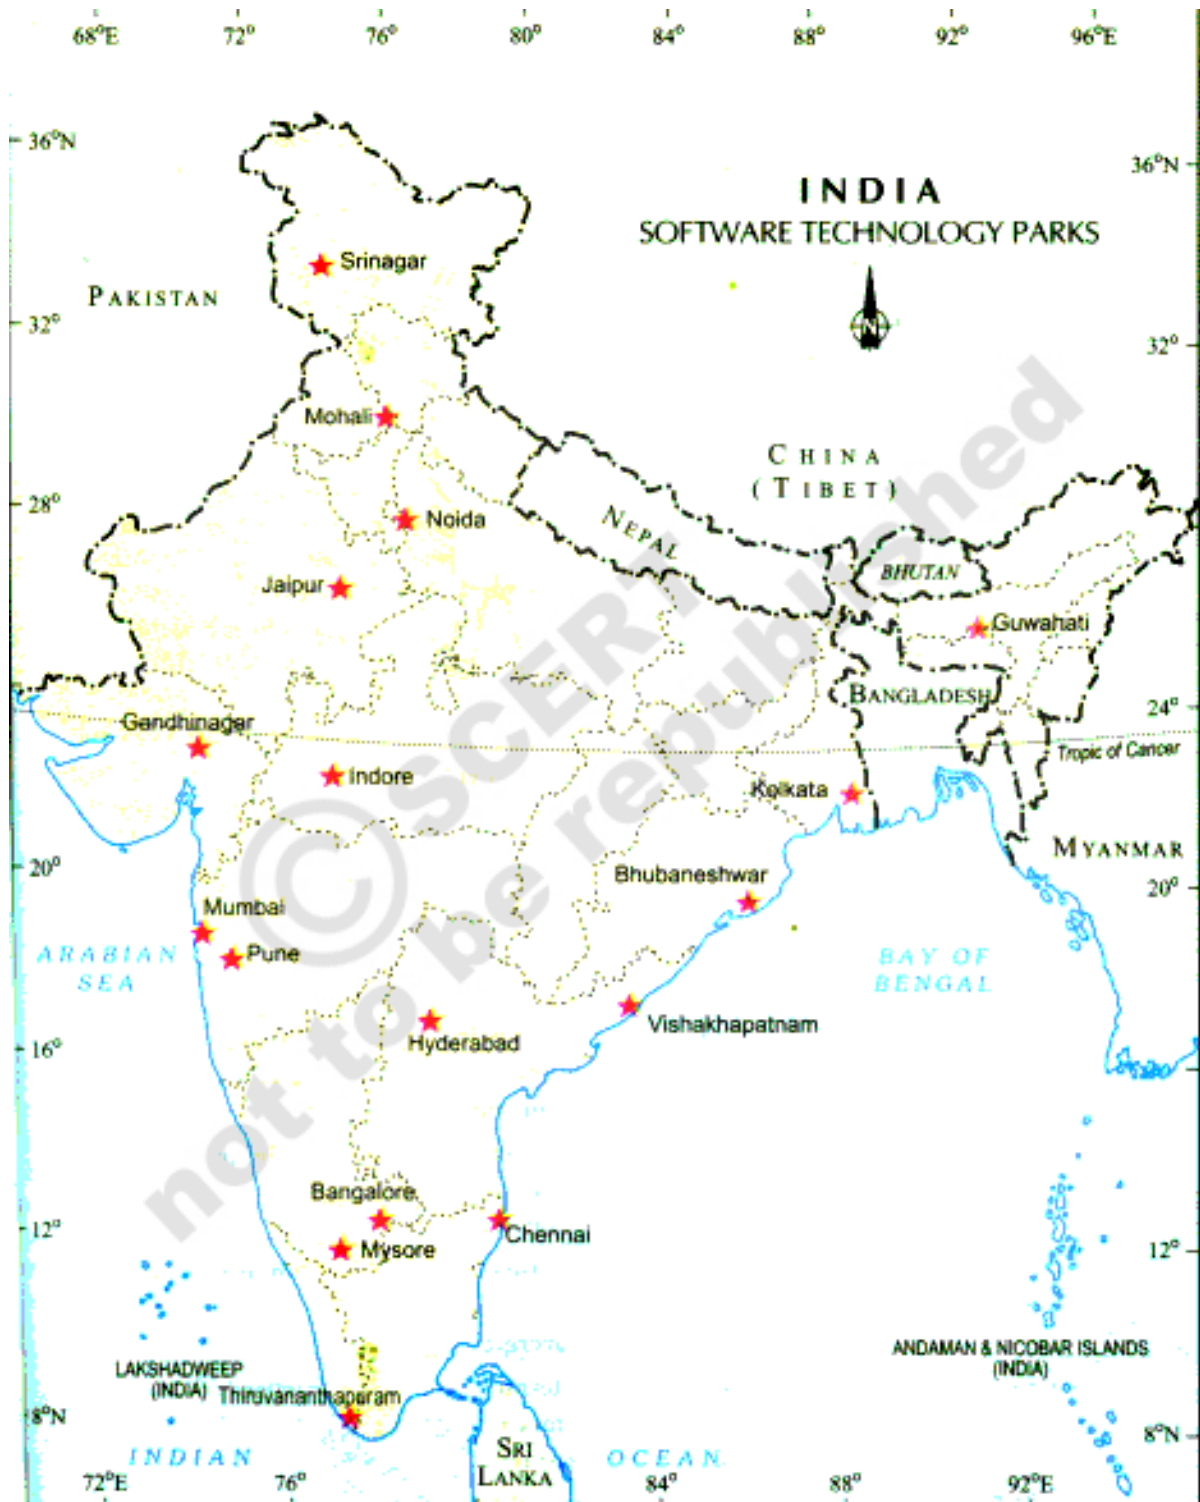 68°E 72° 76° 80° 84° 88° 92° 96°E
36°N
36°N
INDIA
SOFTWARE TECHNOLOGY PARKS
Srinagar
PAKISTAN
N
32°
32°
Mohali
CHINA
(TIBET)
28°
Noida
NEPAL
BHUTAN
Jaipur
Guwahati
BANGLADESH
24°
Gandhinagar
Tropic of Cancer
Indore
Kolkata
MYANMAR
20°
20°
Bhubaneshwar
Mumbai
Pune
ARABIAN
SEA
BAY OF
BENGAL
Vishakhapatnam
Hyderabad
16°
Bangalore
Chennai
12°
Mysore
12°
ANDAMAN & NICOBAR ISLANDS
(INDIA)
LAKSHADWEEP
(INDIA)
Thiruvananthapuram
8°N
8°N
INDIAN OCEAN
SRI
LANKA
72°E 76° 84° 88° 92°E
© SCERT
not to be republished